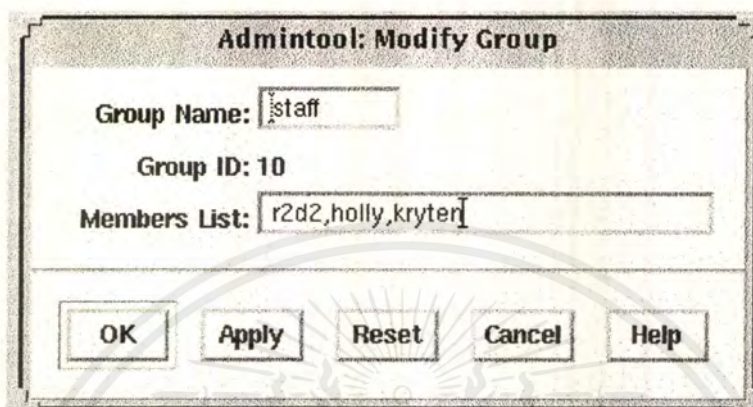 Admintool: Modify Group
Group Name: staff
Group ID: 10
Members List: r2d2,holly,kryten
OK Apply Reset Cancel Help